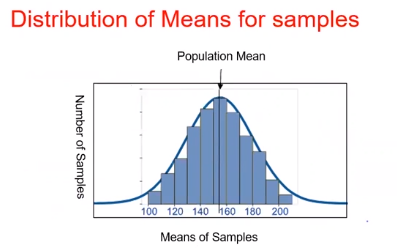 Distribution of Means for samples
Population Mean
Number of Samples
100 120 140 160 180 200
Means of Samples